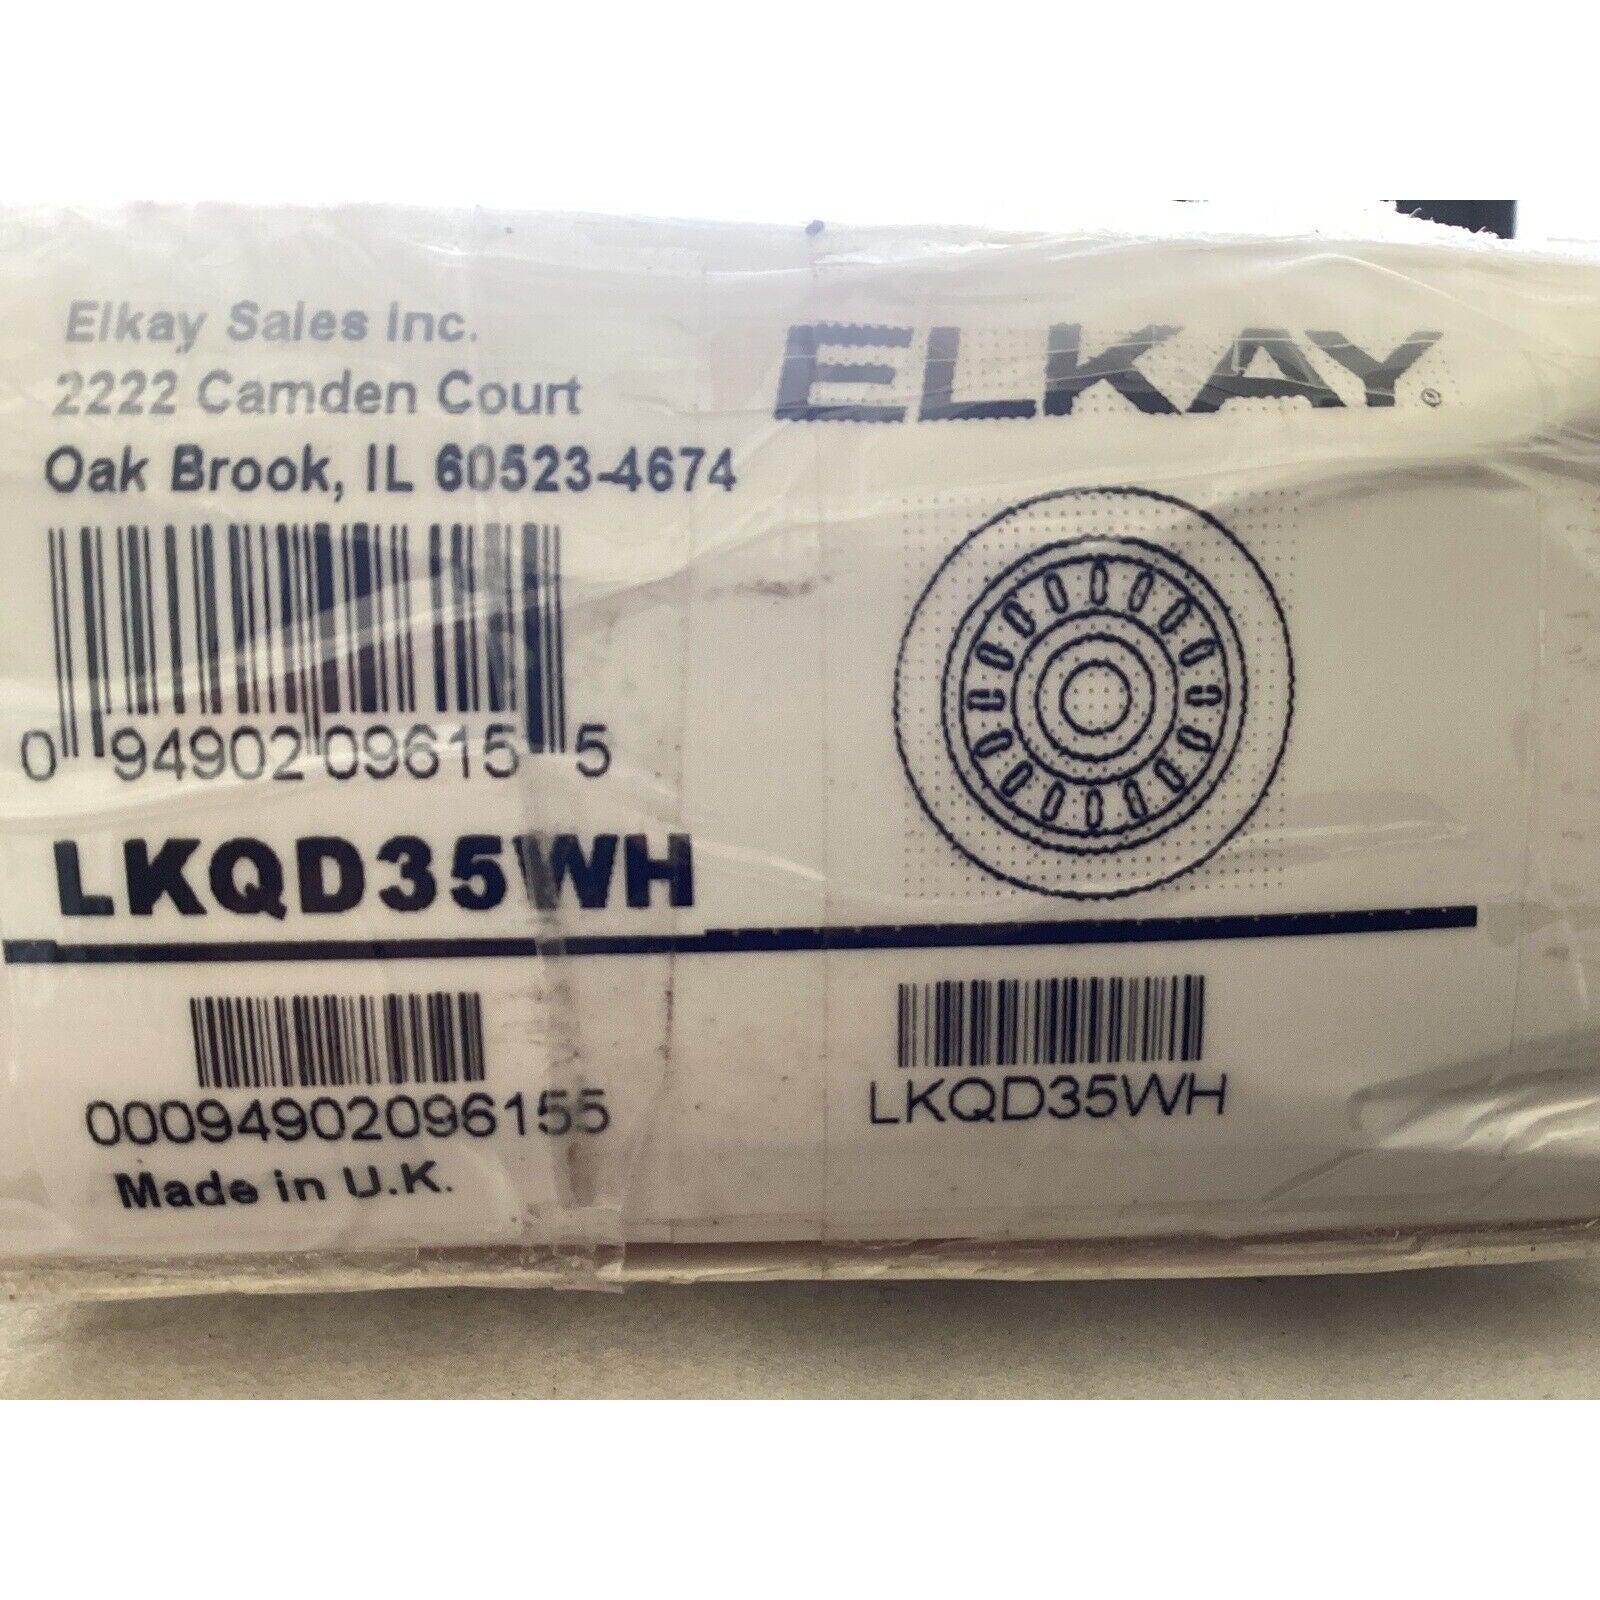 Elkay Sales Inc.
2222 Camden Court
Oak Brook, IL 60523-4674
ELKAY®
0 94902 09615 5
LKQD35WH
00094902096155
Made in U.K.
LKQD35WH